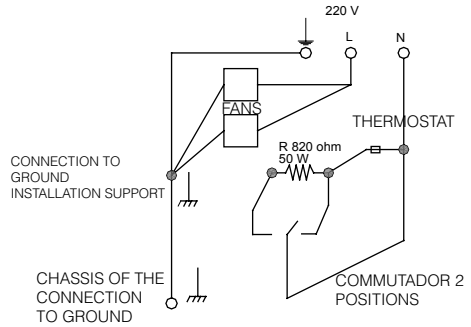 220 V
L
N
FANS
THERMOSTAT
R 820 ohm
50 W
CONNECTION TO
GROUND
INSTALLATION SUPPORT
CHASSIS OF THE
CONNECTION
TO GROUND
COMMUTADOR 2
POSITIONS